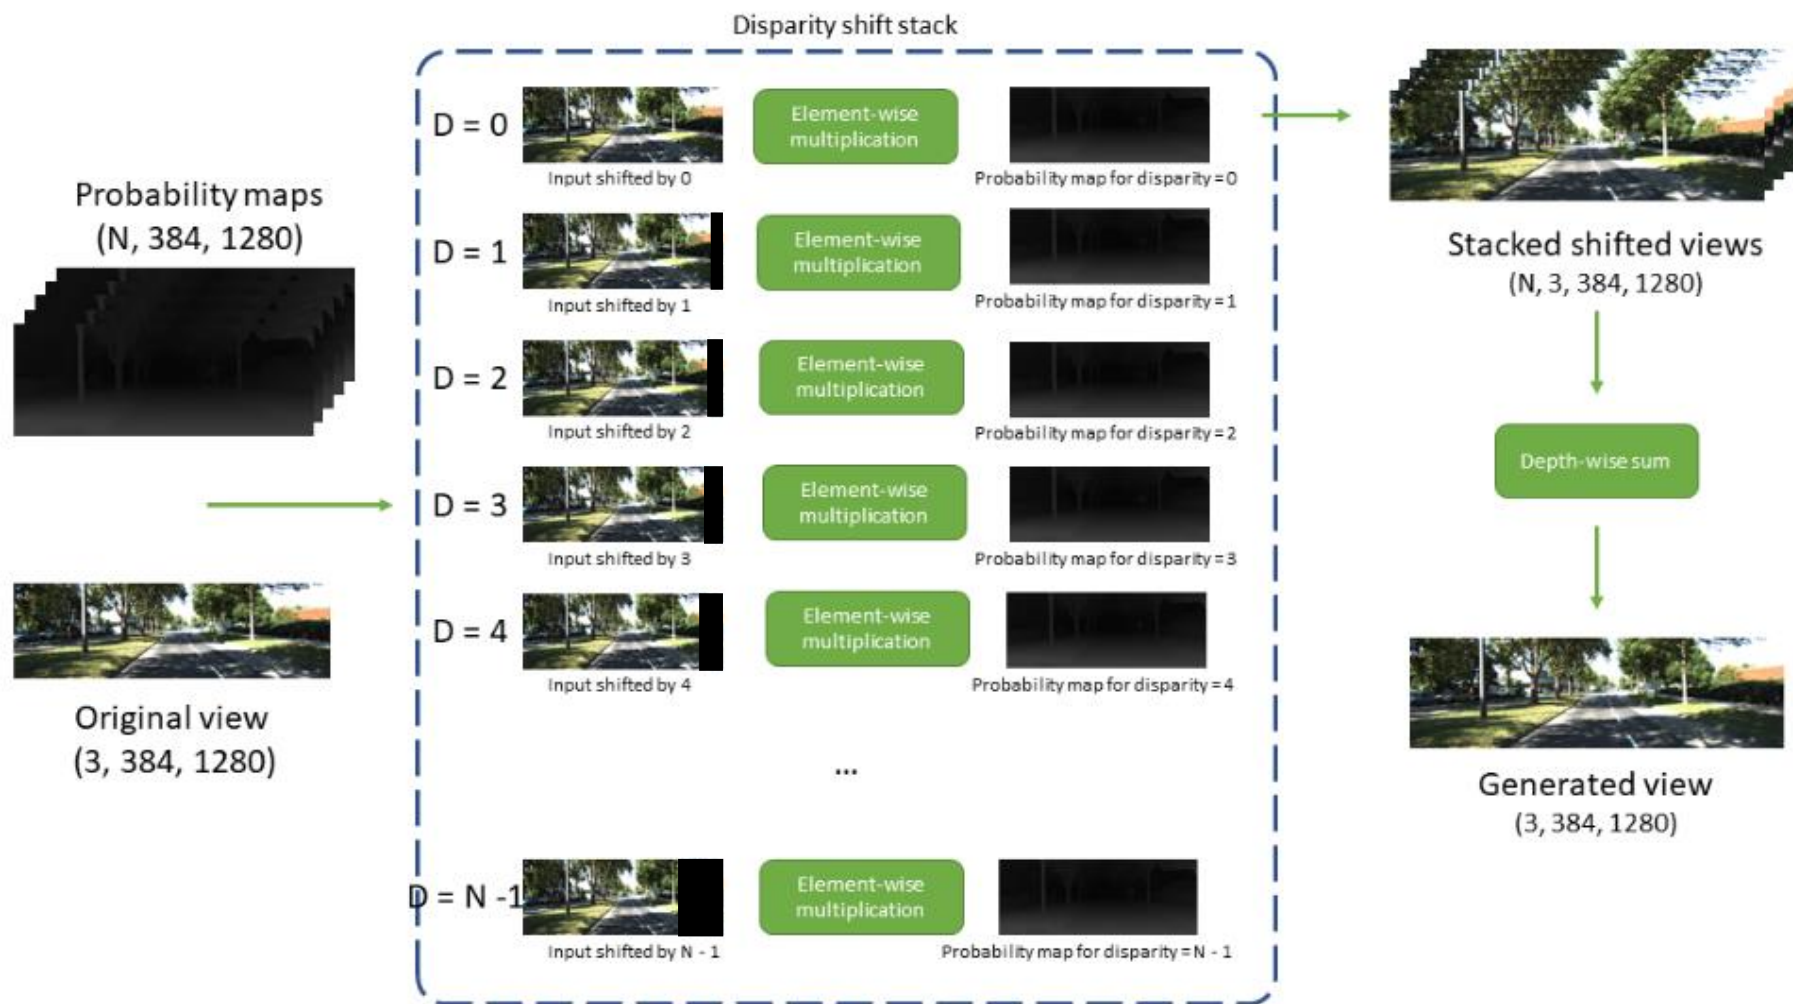 Disparity shift stack
Probability maps
(N, 384, 1280)
Original view
(3, 384, 1280)
D = 0
Input shifted by 0
Element-wise
multiplication
Probability map for disparity = 0
D = 1
Input shifted by 1
Element-wise
multiplication
Probability map for disparity = 1
D = 2
Input shifted by 2
Element-wise
multiplication
Probability map for disparity = 2
D = 3
Input shifted by 3
Element-wise
multiplication
Probability map for disparity = 3
D = 4
Input shifted by 4
Element-wise
multiplication
Probability map for disparity = 4
...
D = N -1
Input shifted by N - 1
Element-wise
multiplication
Probability map for disparity = N - 1
Stacked shifted views
(N, 3, 384, 1280)
Depth-wise sum
Generated view
(3, 384, 1280)